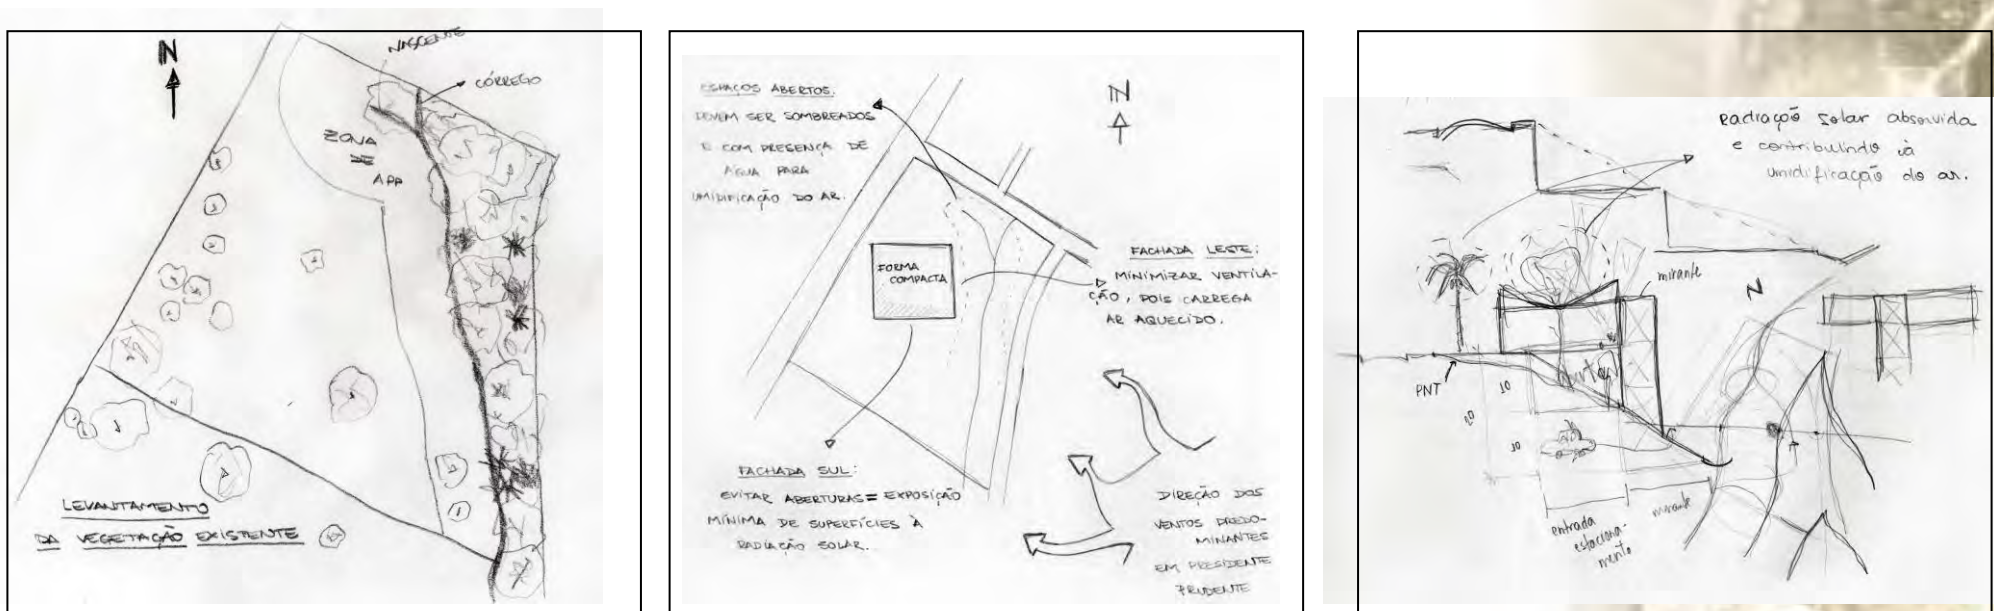 N
NASCENTE
CÓRREGO
ZONA
DE
APP
LEVANTAMENTO
DA VEGETAÇÃO EXISTENTE
ESPAÇOS ABERTOS:
DEVEM SER SOMBREADOS
E COM PRESENÇA DE
ÁGUA PARA
UMIDIFICAÇÃO DO AR.
N
FORMA
COMPACTA
FACHADA LESTE:
MINIMIZAR VENTILA-
ÇÃO, POIS CARREGA
AR AQUECIDO.
FACHADA SUL:
EVITAR ABERTURAS = EXPOSIÇÃO
MÍNIMA DE SUPERFÍCIES À
RADIAÇÃO SOLAR.
DIREÇÃO DOS
VENTOS PREDO-
MINANTES
EM PRESIDENTE
PRUDENTE
Radiação solar absorvida
e contribuindo à
umidificação do ar.
mirante
N
PNT
10
20
10
entrada
estaciona-
mento
mirante